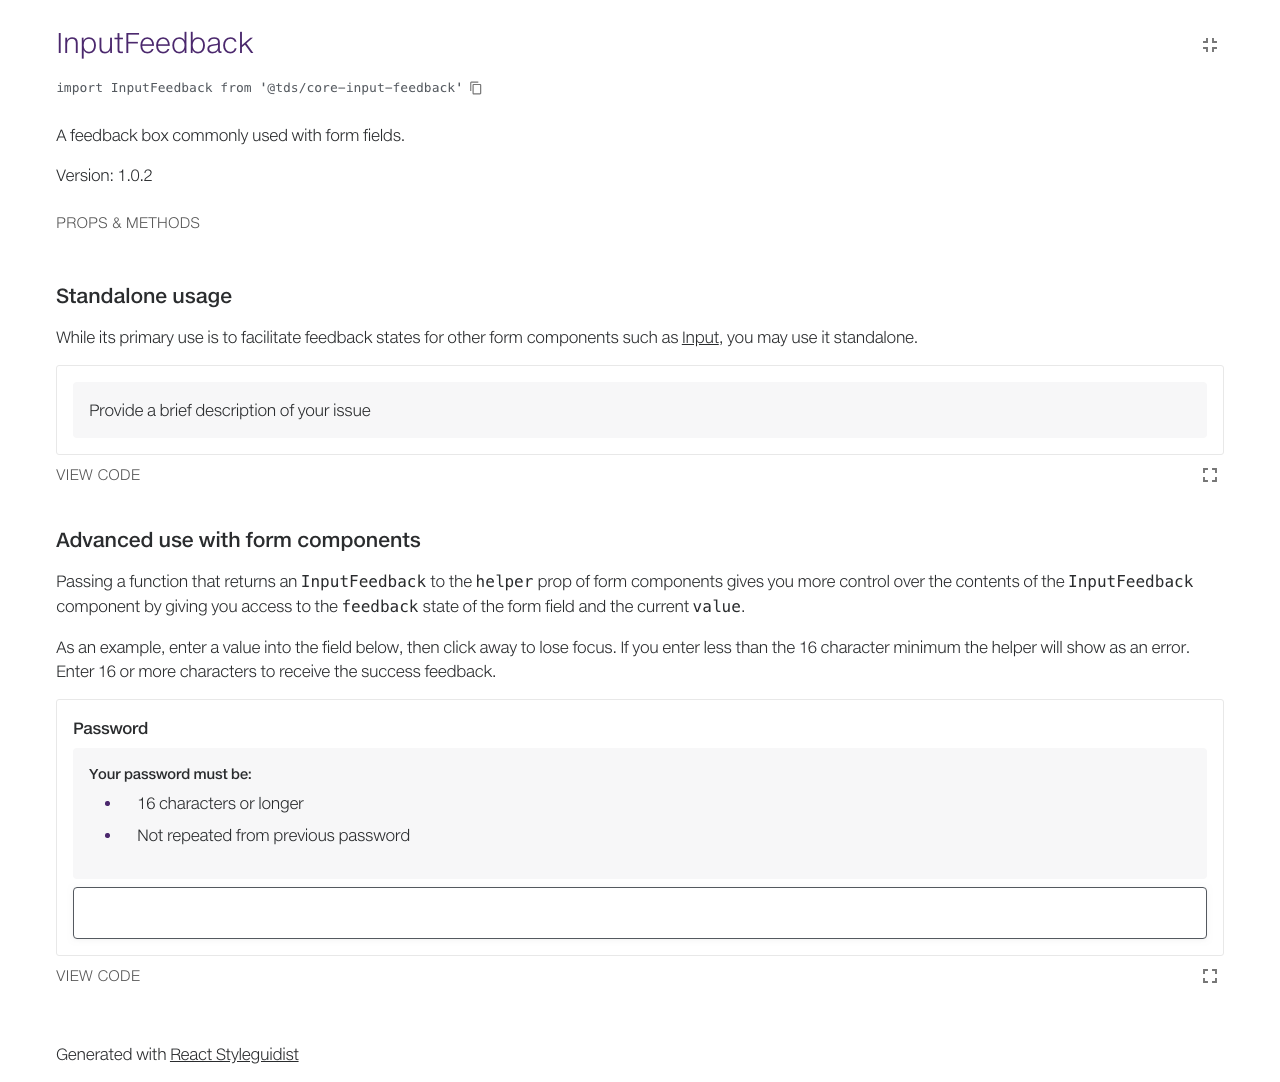 InputFeedback
import InputFeedback from '@tds/core-input-feedback'
A feedback box commonly used with form fields.
Version: 1.0.2
PROPS & METHODS
Standalone usage
While its primary use is to facilitate feedback states for other form components such as Input, you may use it standalone.
Provide a brief description of your issue
VIEW CODE
Advanced use with form components
Passing a function that returns an InputFeedback to the helper prop of form components gives you more control over the contents of the InputFeedback
component by giving you access to the feedback state of the form field and the current value.
As an example, enter a value into the field below, then click away to lose focus. If you enter less than the 16 character minimum the helper will show as an error.
Enter 16 or more characters to receive the success feedback.
Password
Your password must be:
• 16 characters or longer
• Not repeated from previous password
VIEW CODE
Generated with React Styleguidist